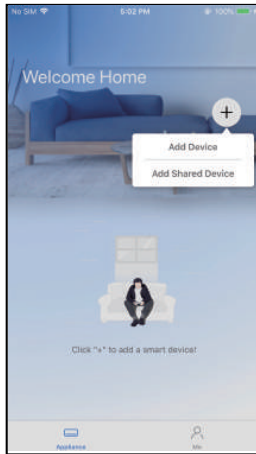 No SIM 5:02 PM 100%
Welcome Home
+
Add Device
Add Shared Device
Click "+" to add a smart device!
Appliance Me